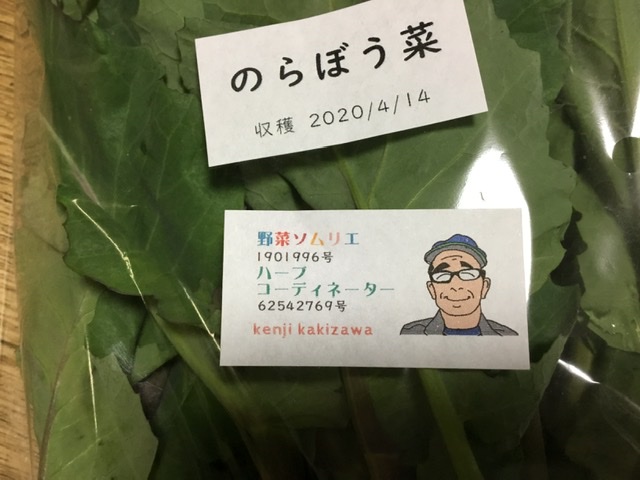 のらぼう菜
収穫 2020/4/14
野菜ソムリエ
1901996号
ハーブ
コーディネーター
62542769号
kenji kakizawa